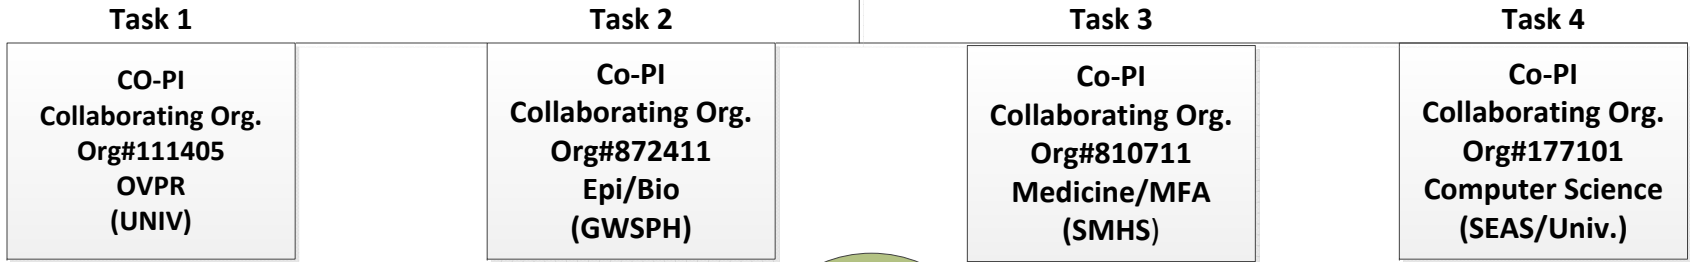 Task 1
CO-PI
Collaborating Org.
Org#111405
OVPR
(UNIV)
Task 2
Co-PI
Collaborating Org.
Org#872411
Epi/Bio
(GWSPH)
Task 3
Co-PI
Collaborating Org.
Org#810711
Medicine/MFA
(SMHS)
Task 4
Co-PI
Collaborating Org.
Org#177101
Computer Science
(SEAS/Univ.)